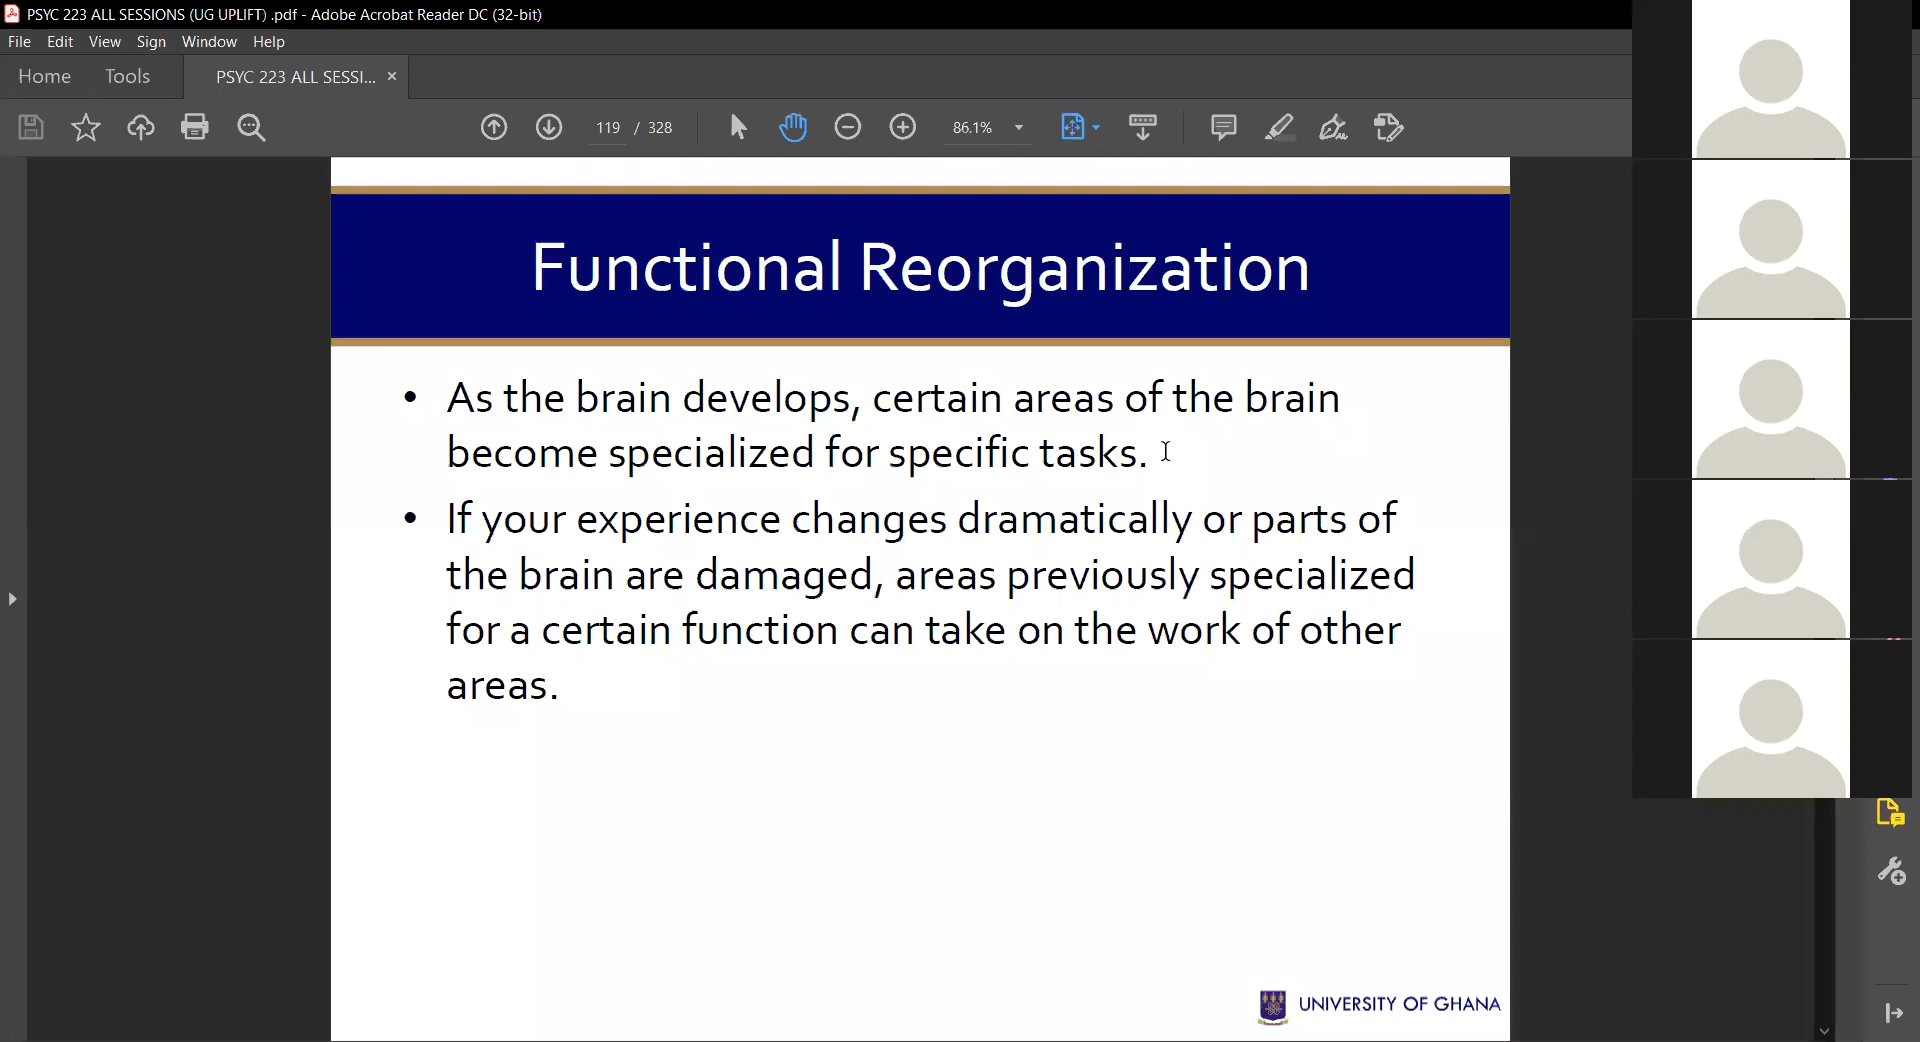 PSYC 223 ALL SESSIONS (UG UPLIFT) .pdf - Adobe Acrobat Reader DC (32-bit)
File Edit View Sign Window Help
Home Tools PSYC 223 ALL SESSI... ×
119 / 328 86.1%
Functional Reorganization
• As the brain develops, certain areas of the brain
become specialized for specific tasks.
• If your experience changes dramatically or parts of
the brain are damaged, areas previously specialized
for a certain function can take on the work of other
areas.
UNIVERSITY OF GHANA